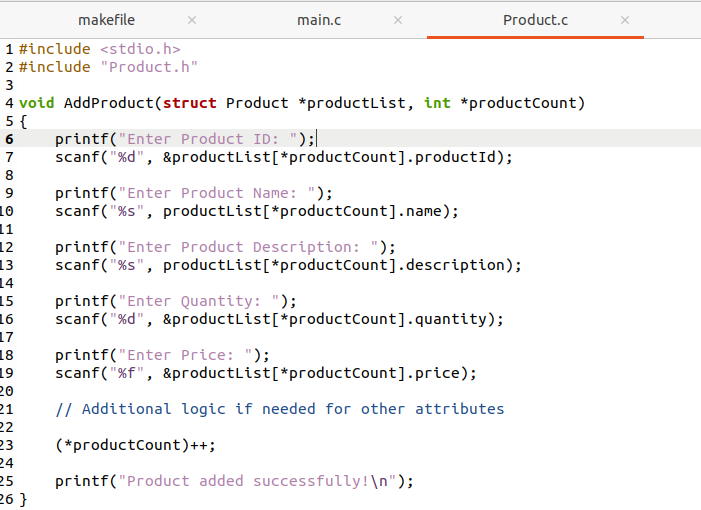 makefile × main.c × Product.c ×
1 #include <stdio.h>
2 #include "Product.h"
3
4 void AddProduct(struct Product *productList, int *productCount)
5 {
6     printf("Enter Product ID: ");
7     scanf("%d", &productList[*productCount].productId);
8
9     printf("Enter Product Name: ");
10     scanf("%s", productList[*productCount].name);
11
12     printf("Enter Product Description: ");
13     scanf("%s", productList[*productCount].description);
14
15     printf("Enter Quantity: ");
16     scanf("%d", &productList[*productCount].quantity);
17
18     printf("Enter Price: ");
19     scanf("%f", &productList[*productCount].price);
20
21     // Additional logic if needed for other attributes
22
23     (*productCount)++;
24
25     printf("Product added successfully!\n");
26 }